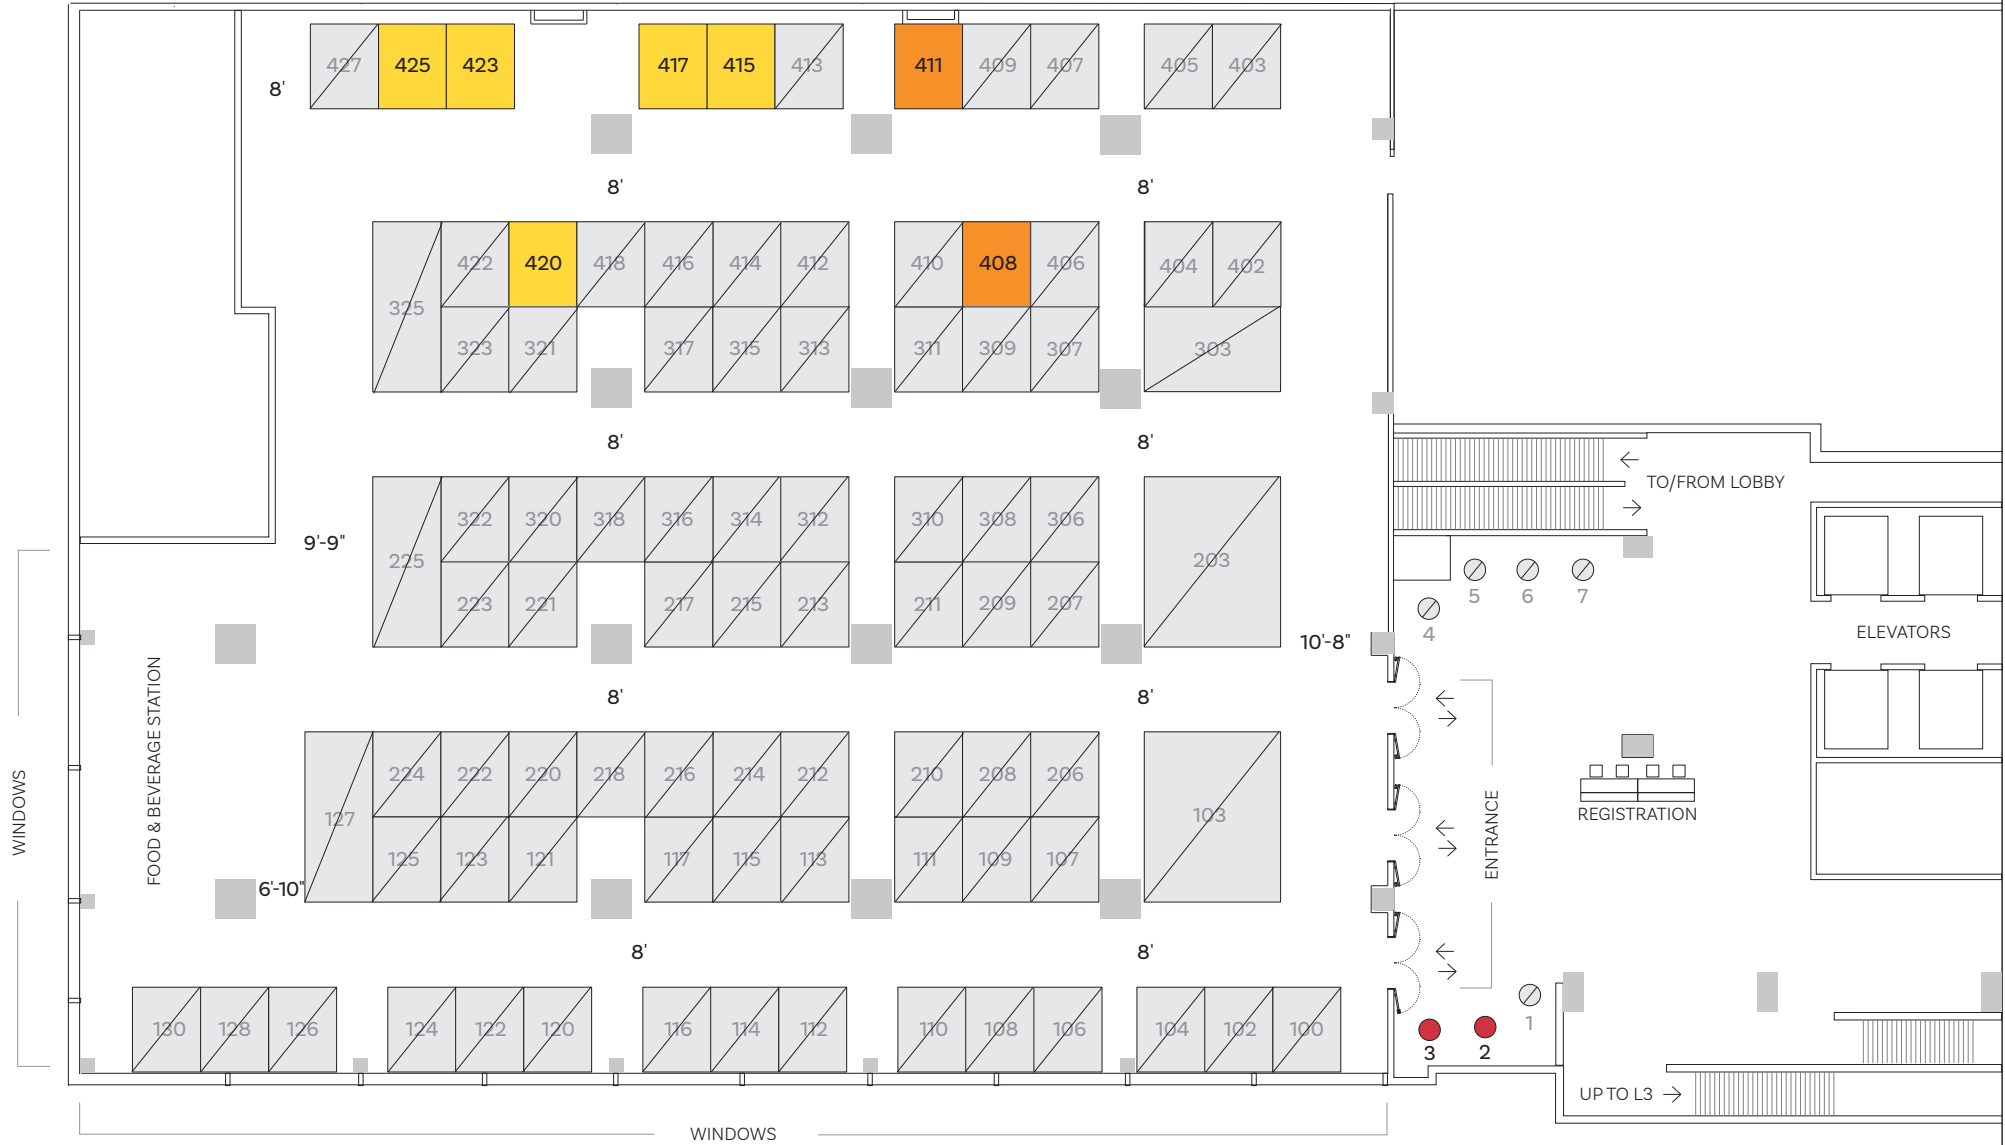 427 425 423 417 415 413 411 409 407 405 403
8'
8' 8'
422 420 418 416 414 412 410 408 406 404 402
325
323 321 317 315 313 311 309 307 303
8' 8'
TO/FROM LOBBY
322 320 318 316 314 312 310 308 306
9'-9"
225 203
5 6 7
223 221 217 215 213 211 209 207
4
10'-8"
ELEVATORS
8' 8'
FOOD & BEVERAGE STATION
WINDOWS
224 222 220 218 216 214 212 210 208 206
127 103
REGISTRATION
ENTRANCE
125 123 121 117 115 113 111 109 107
6'-10"
8' 8'
130 128 126 124 122 120 116 114 112 110 108 106 104 102 100
1
3 2
UP TO L3
WINDOWS